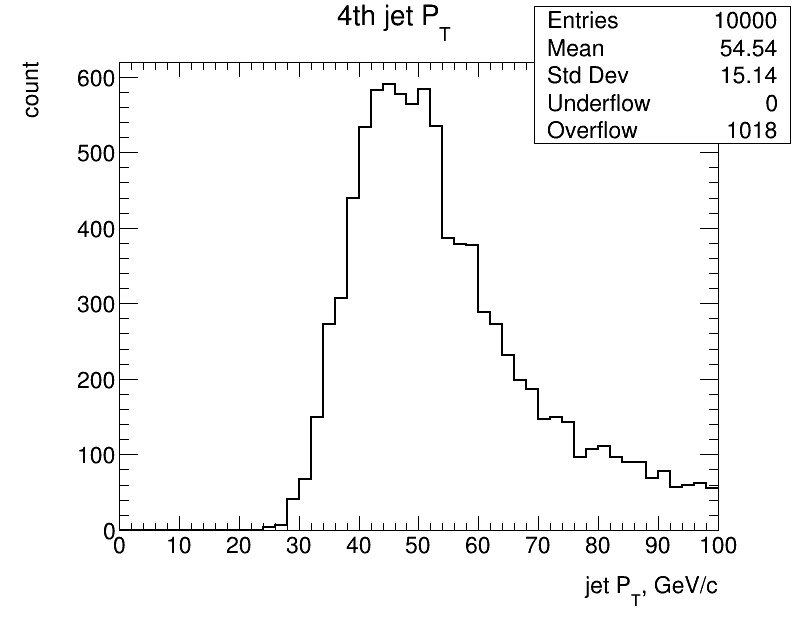 4th jet P_T
Entries 10000
Mean 54.54
Std Dev 15.14
Underflow 0
Overflow 1018
count
600
500
400
300
200
100
0
0 10 20 30 40 50 60 70 80 90 100
jet P_T, GeV/c